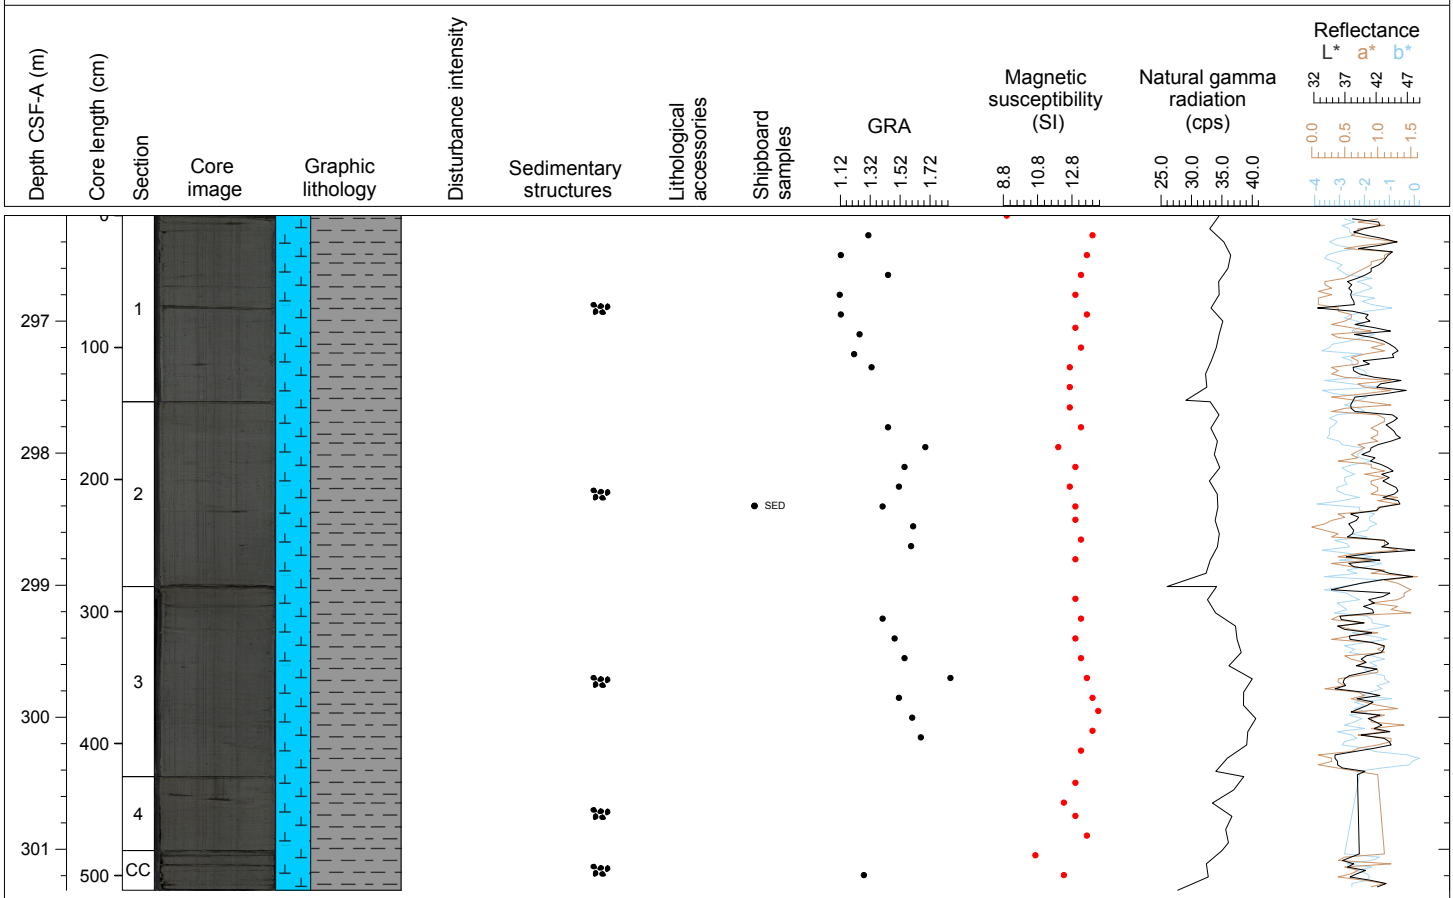 Depth CSF-A (m)
Core length (cm)
Section
Core
image
Graphic
lithology
Disturbance intensity
Sedimentary
structures
Lithological
accessories
Shipboard
samples
GRA
1.12 1.32 1.52 1.72
Magnetic
susceptibility
(SI)
8.8 10.8 12.8
Natural gamma
radiation
(cps)
25.0 30.0 35.0 40.0
Reflectance
L* a* b*
32 37 42 47
0.0 0.5 1.0 1.5
-4 -3 -2 -1 0
0
1
297
100
298
200
2
SED
299
300
3
300
400
4
301
CC
500